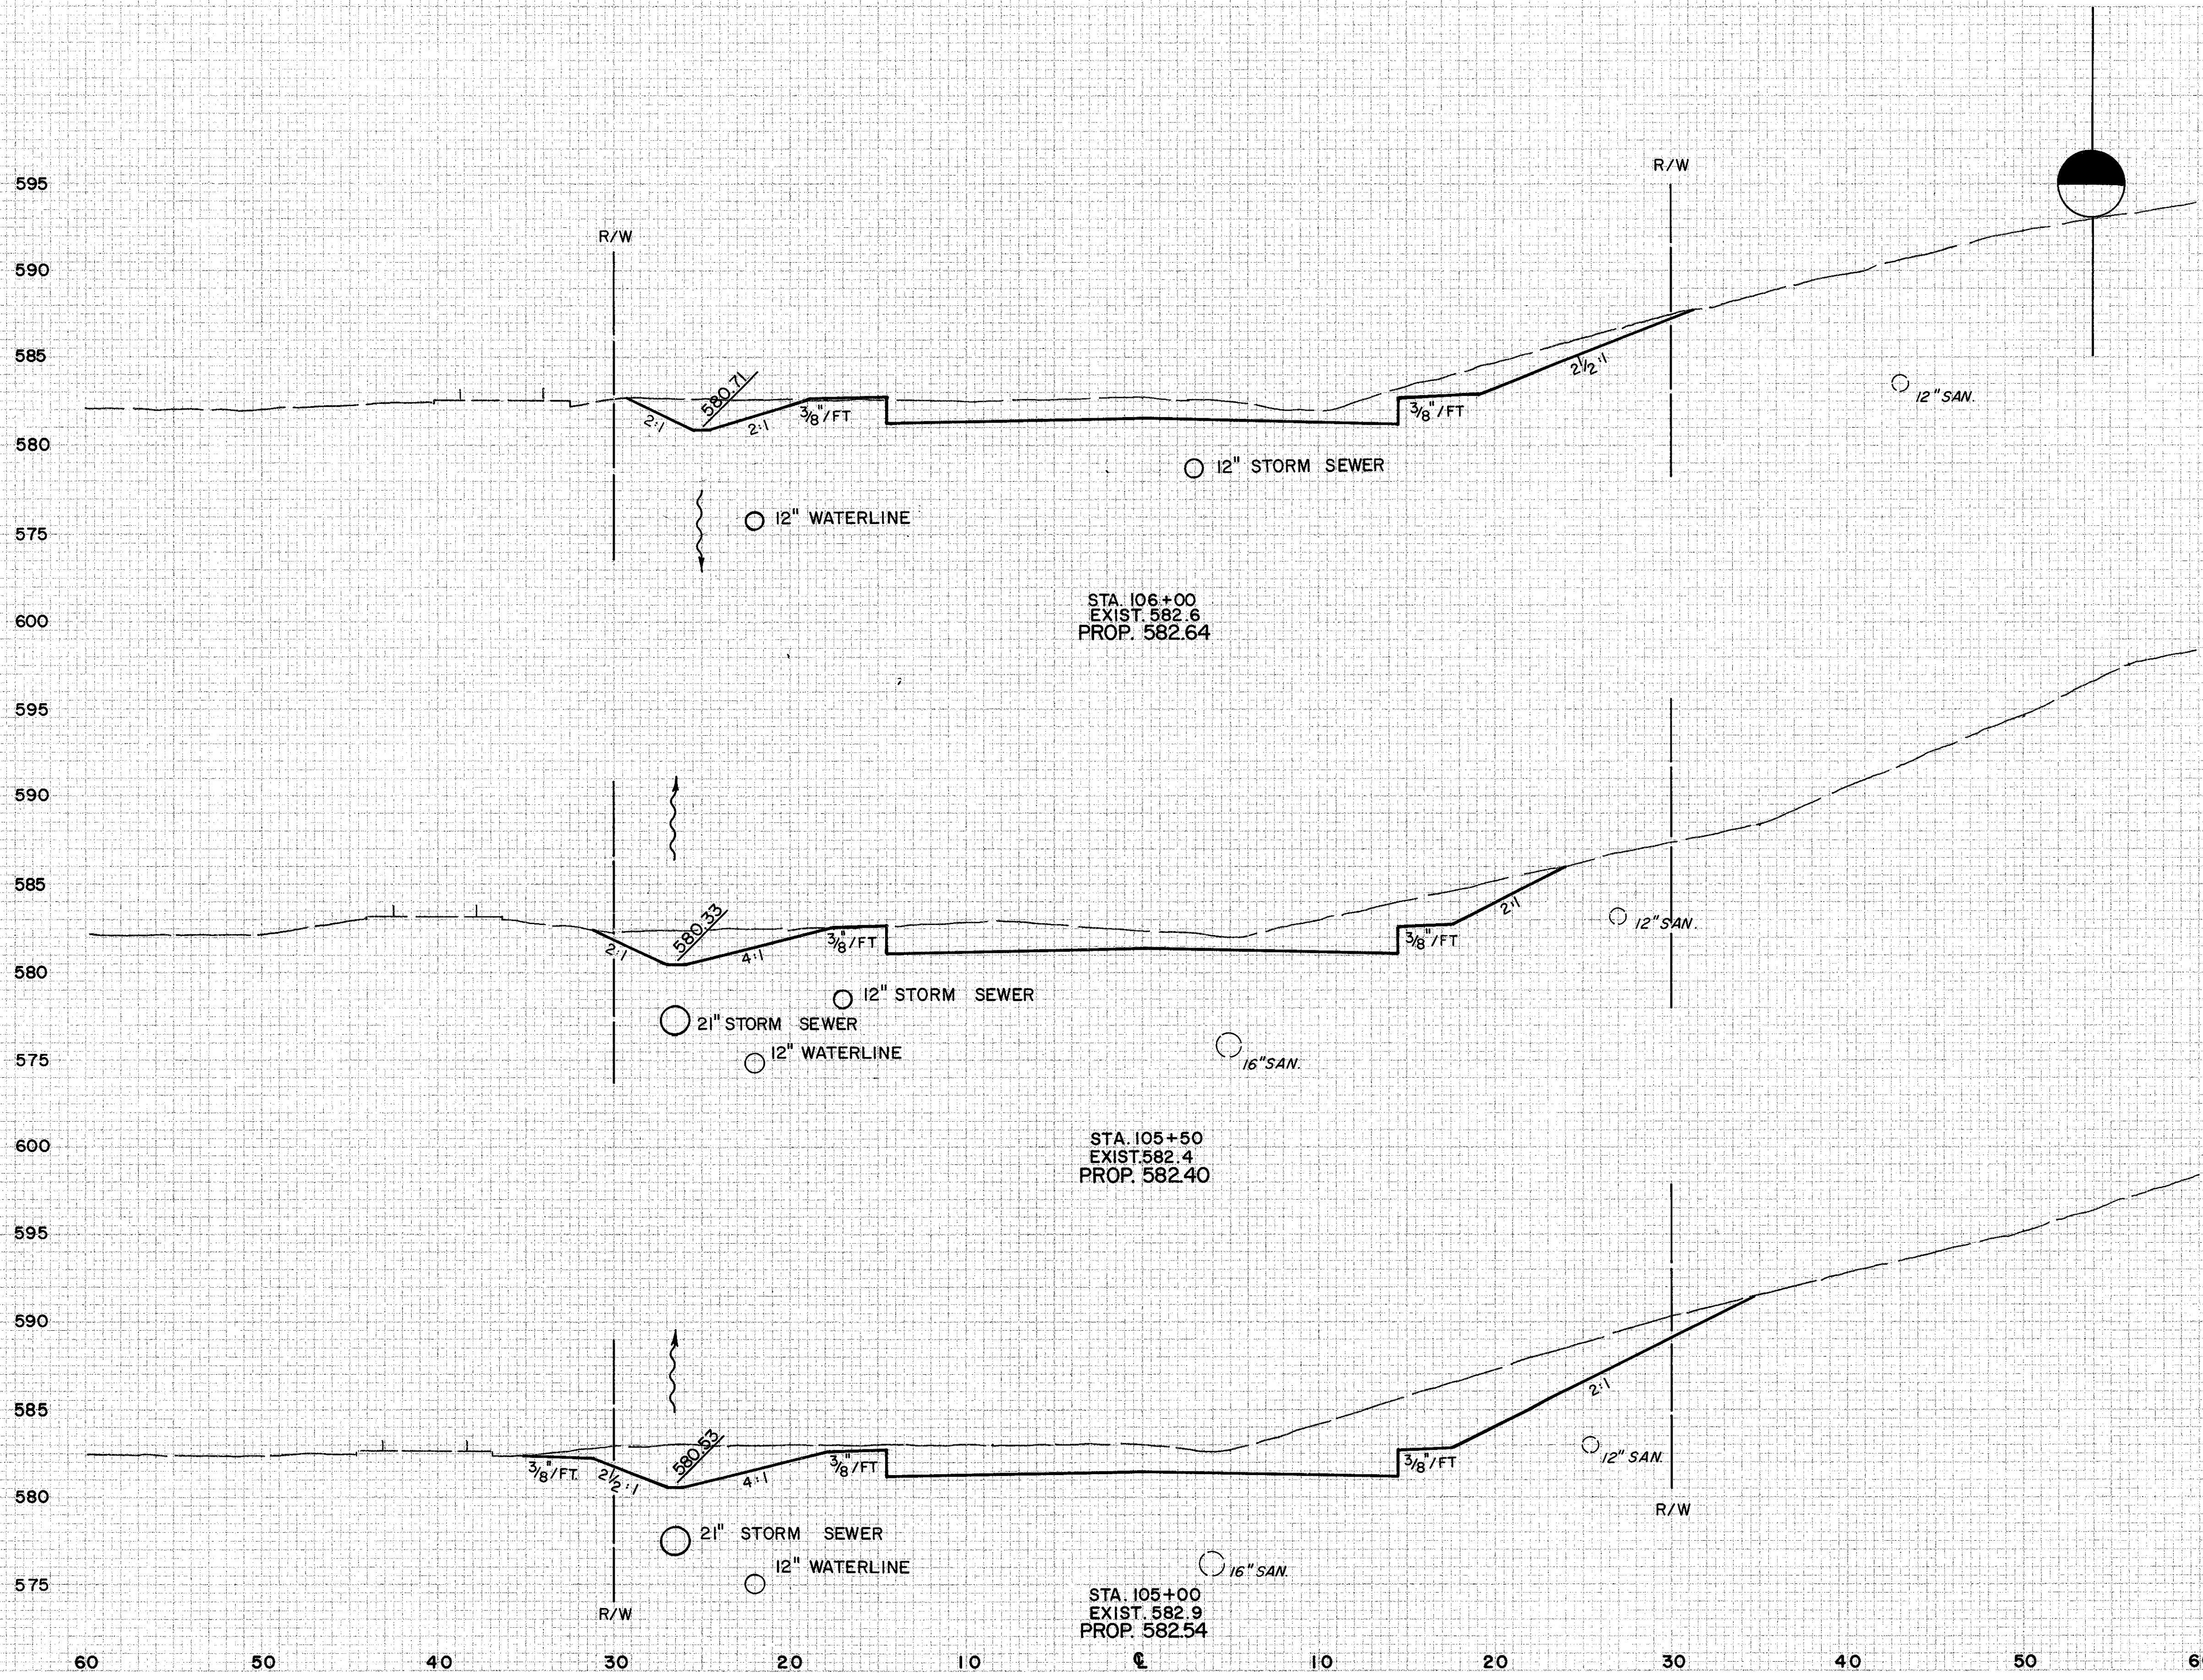 R/W
595
R/W
590
585
580.71
2:1
2:1
3/8"/FT
3/8"/FT
2 1/2:1
12" SAN.
580
12" STORM SEWER
12" WATERLINE
575
STA. 106+00
EXIST. 582.6
PROP. 582.64
600
595
590
585
580.33
2:1
4:1
3/8"/FT
3/8"/FT
2:1
12" SAN.
580
12" STORM SEWER
21" STORM SEWER
12" WATERLINE
575
16" SAN.
600
STA. 105+50
EXIST. 582.4
PROP. 582.40
595
590
585
580.53
3/8"/FT.
2 1/2:1
4:1
3/8"/FT
3/8"/FT
2:1
12" SAN.
580
R/W
21" STORM SEWER
12" WATERLINE
16" SAN.
575
STA. 105+00
EXIST. 582.9
PROP. 582.54
R/W
60 50 40 30 20 10 ℄ 10 20 30 40 50 6